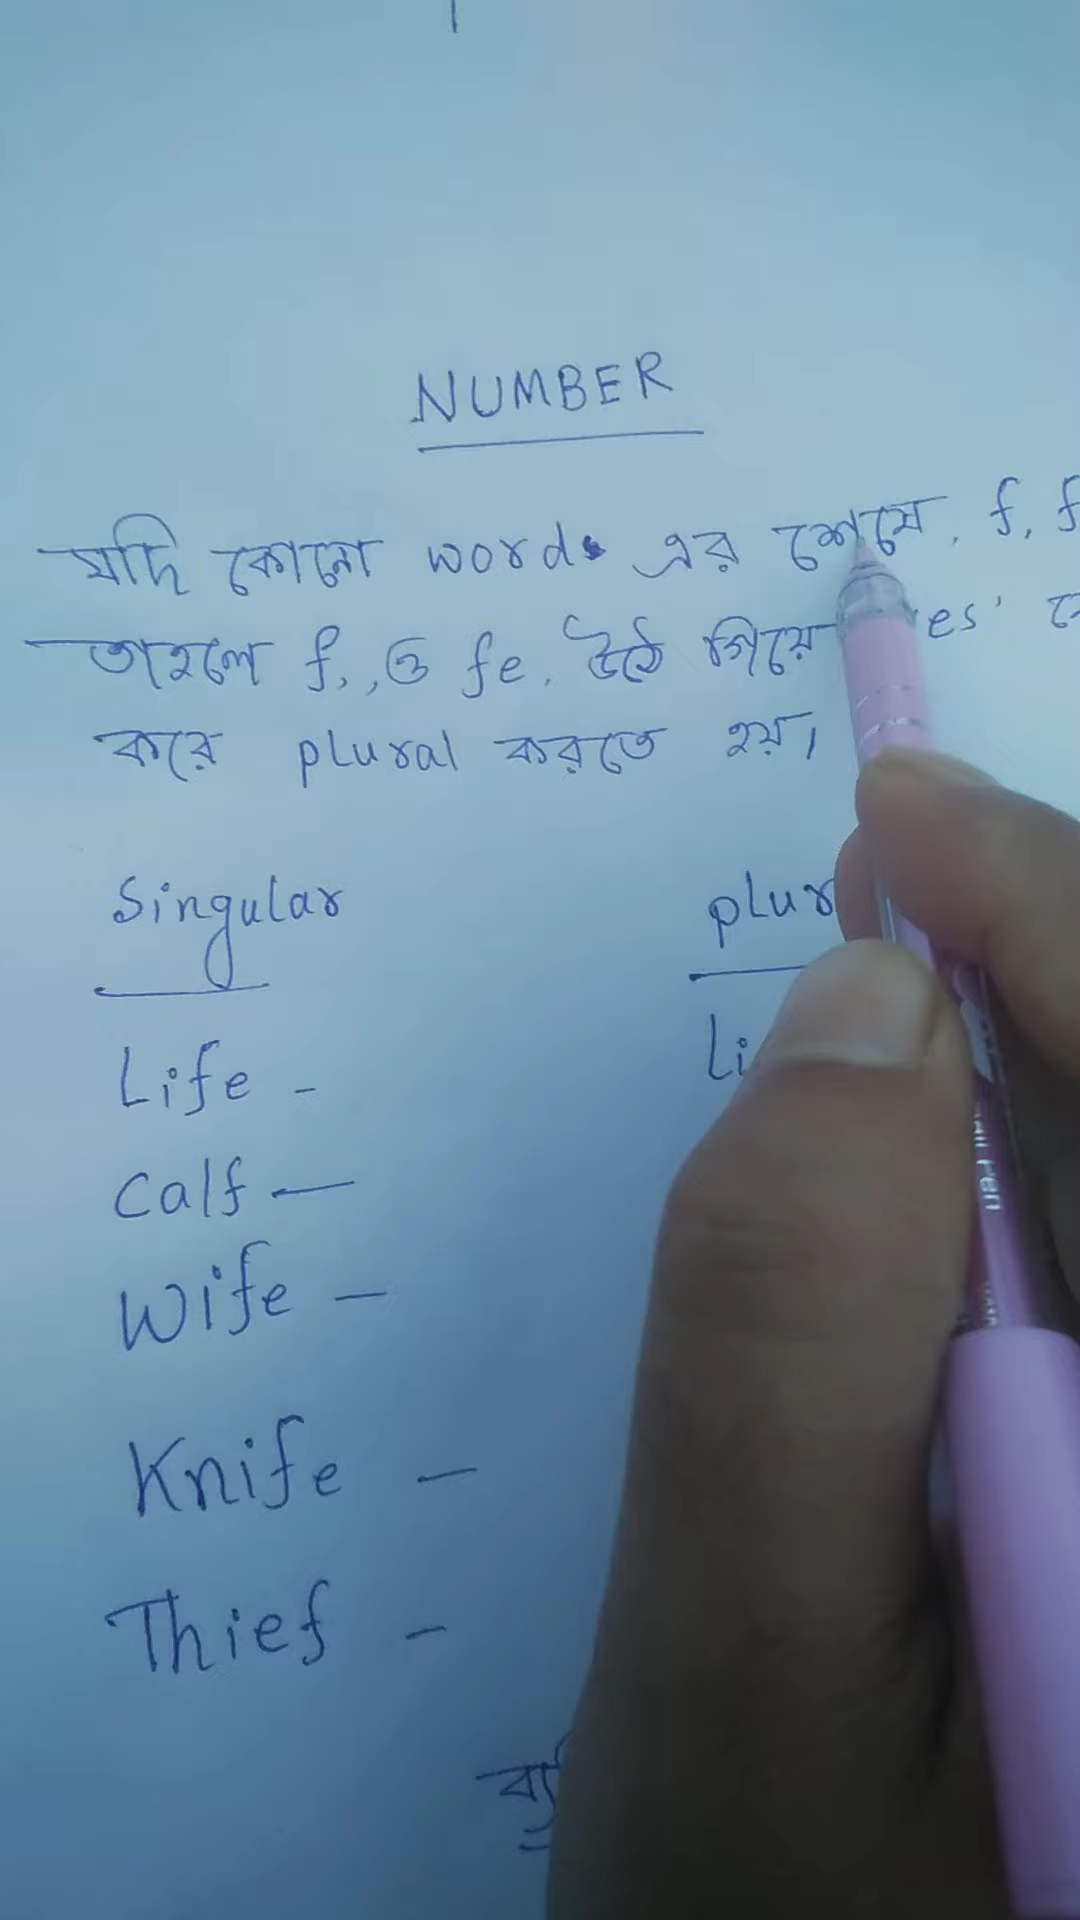 NUMBER
যদি কোনো word এর শেষে, f, f
তাহলে f, ও fe, উঠে গিয়ে es'
করে plural করতে হয়।
Singular plur
Life - Li
Calf —
Wife —
Knife —
Thief -